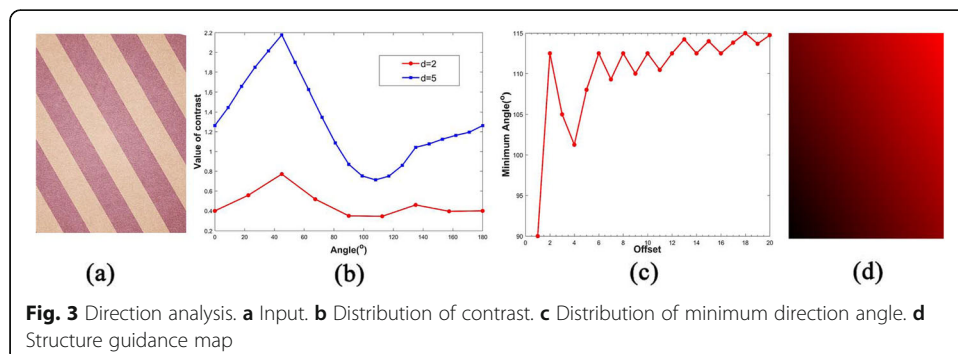 2.2
2
1.8
1.6
1.4
1.2
1
0.8
0.6
0.4
0.2
Value of contrast
d=2
d=5
0 20 40 60 80 100 120 140 160 180
Angle(°)
115
110
105
100
95
90
Minimum Angle(°)
0 2 4 6 8 10 12 14 16 18 20
Offset
(a) (b) (c) (d)
Fig. 3 Direction analysis. a Input. b Distribution of contrast. c Distribution of minimum direction angle. d
Structure guidance map